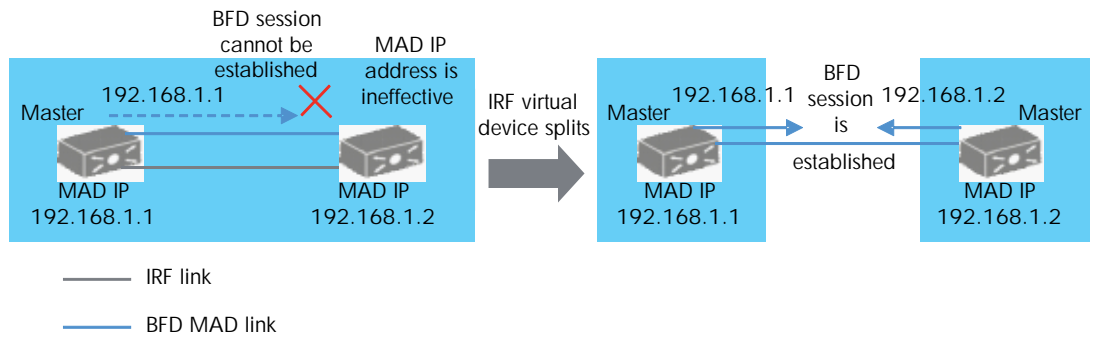 BFD session
cannot be
established
MAD IP
address is
ineffective
192.168.1.1
Master
MAD IP
192.168.1.1
MAD IP
192.168.1.2
IRF virtual
device splits
192.168.1.1
BFD
session
is
established
192.168.1.2
Master
Master
MAD IP
192.168.1.1
MAD IP
192.168.1.2
IRF link
BFD MAD link